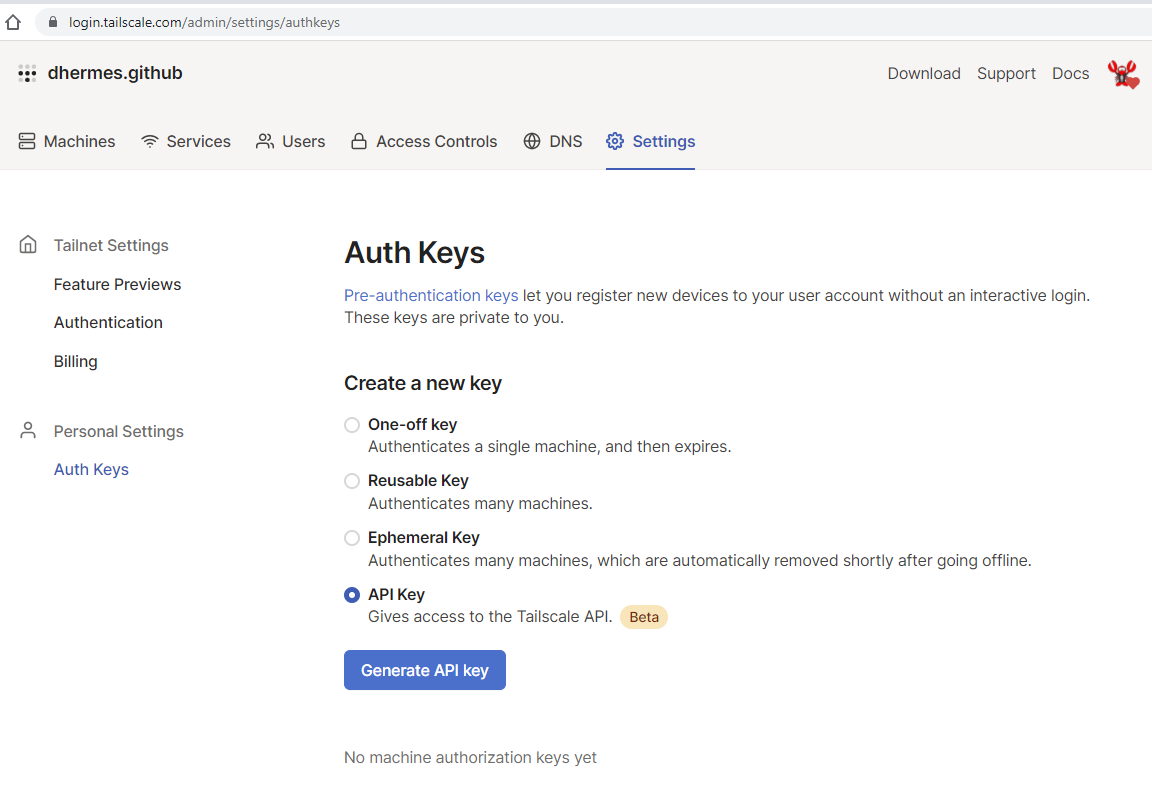 login.tailscale.com/admin/settings/authkeys
dhermes.github
Download Support Docs
Machines Services Users Access Controls DNS Settings
Tailnet Settings
Feature Previews
Authentication
Billing
Personal Settings
Auth Keys
Auth Keys
Pre-authentication keys let you register new devices to your user account without an interactive login.
These keys are private to you.
Create a new key
One-off key
Authenticates a single machine, and then expires.
Reusable Key
Authenticates many machines.
Ephemeral Key
Authenticates many machines, which are automatically removed shortly after going offline.
API Key
Gives access to the Tailscale API. Beta
Generate API key
No machine authorization keys yet